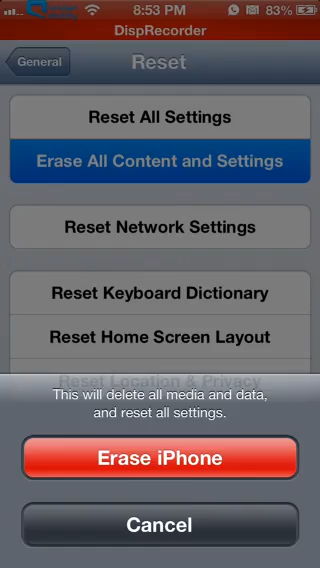 8:53 PM
83%
DispRecorder
General
Reset
Reset All Settings
Erase All Content and Settings
Reset Network Settings
Reset Keyboard Dictionary
Reset Home Screen Layout
Reset Location & Privacy
This will delete all media and data,
and reset all settings.
Erase iPhone
Cancel